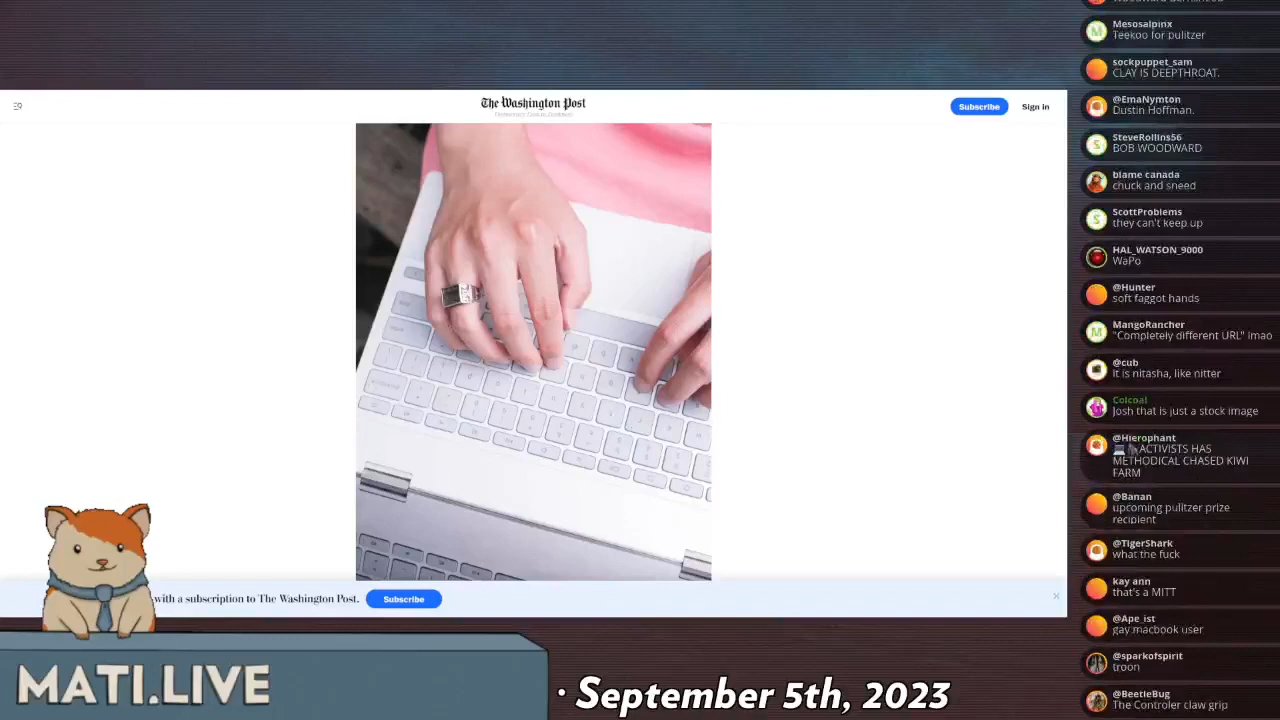 The Washington Post
Democracy Dies in Darkness
Subscribe
Sign in
with a subscription to The Washington Post.
Subscribe
MATI.LIVE
· September 5th, 2023
Mesosalpinx
Teekoo for pulitzer
sockpuppet_sam
CLAY IS DEEPTHROAT.
@EmaNymton
Dustin Hoffman.
SteveRollins56
BOB WOODWARD
blame canada
chuck and sneed
ScottProblems
they can't keep up
HAL_WATSON_9000
WaPo
@Hunter
soft faggot hands
MangoRancher
"Completely different URL" lmao
@cub
It is nitasha, like nitter
Colcoal
Josh that is just a stock image
@Hierophant
ACTIVISTS HAS
METHODICAL CHASED KIWI
FARM
@Banan
upcoming pulitzer prize
recipient
@TigerShark
what the fuck
kay ann
that's a MITT
@Ape_ist
gay macbook user
@sparkofspirit
troon
@BeetleBug
The Controler claw grip